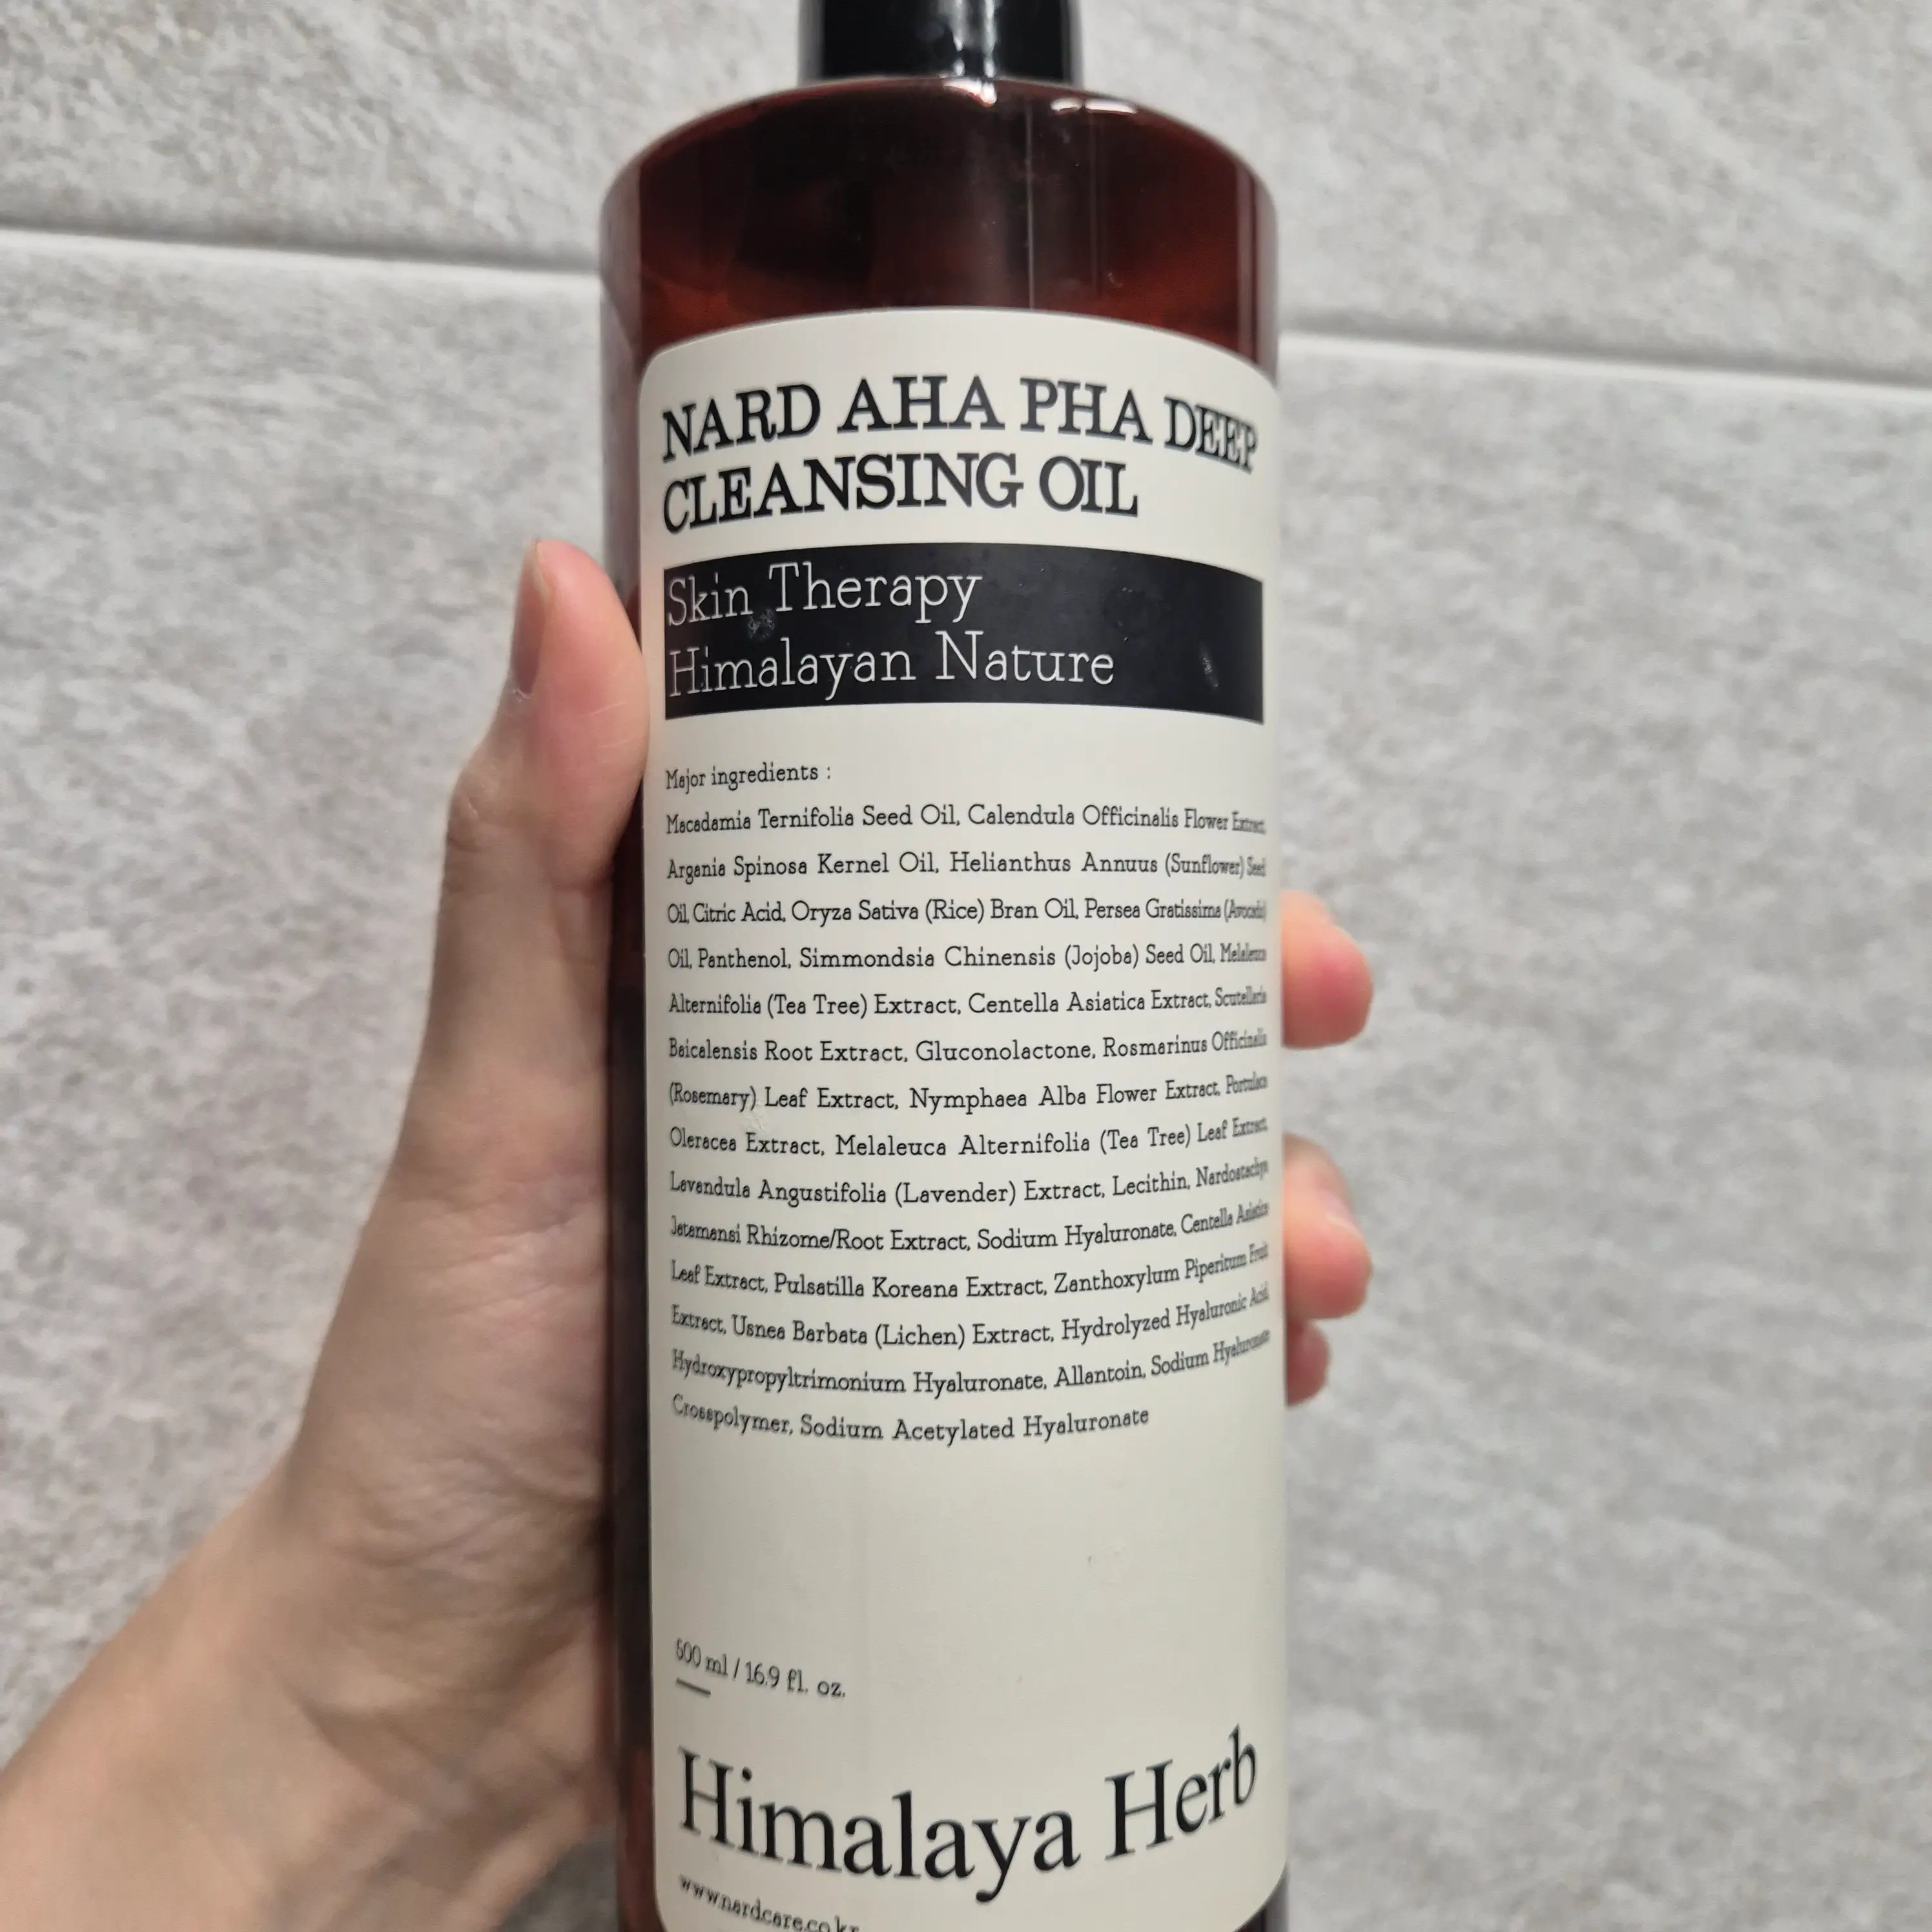 NARD AHA PHA DEEP
CLEANSING OIL
Skin Therapy
Himalayan Nature
Major ingredients :
Macadamia Ternifolia Seed Oil, Calendula Officinalis Flower Extract,
Argania Spinosa Kernel Oil, Helianthus Annuus (Sunflower) Seed
Oil, Citric Acid, Oryza Sativa (Rice) Bran Oil, Persea Gratissima (Avocado)
Oil, Panthenol, Simmondsia Chinensis (Jojoba) Seed Oil, Melaleuca
Alternifolia (Tea Tree) Extract, Centella Asiatica Extract, Scutellaria
Baicalensis Root Extract, Gluconolactone, Rosmarinus Officinalis
(Rosemary) Leaf Extract, Nymphaea Alba Flower Extract, Portulaca
Oleracea Extract, Melaleuca Alternifolia (Tea Tree) Leaf Extract,
Lavandula Angustifolia (Lavender) Extract, Lecithin, Nardostachys
Jatamansi Rhizome/Root Extract, Sodium Hyaluronate, Centella Asiatica
Leaf Extract, Pulsatilla Koreana Extract, Zanthoxylum Piperitum Fruit
Extract, Usnea Barbata (Lichen) Extract, Hydrolyzed Hyaluronic Acid,
Hydroxypropyltrimonium Hyaluronate, Allantoin, Sodium Hyaluronate
Crosspolymer, Sodium Acetylated Hyaluronate
500 ml / 16.9 fl. oz.
Himalaya Herb
www.nardcare.co.kr